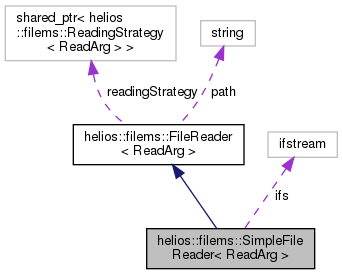 shared_ptr< helios
::filems::ReadingStrategy
< ReadArg > >
string
readingStrategy
path
helios::filems::FileReader
< ReadArg >
ifstream
ifs
helios::filems::SimpleFile
Reader< ReadArg >